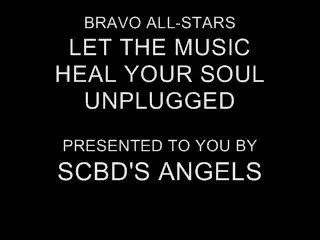 BRAVO ALL-STARS
LET THE MUSIC
HEAL YOUR SOUL
UNPLUGGED
PRESENTED TO YOU BY
SCBD'S ANGELS